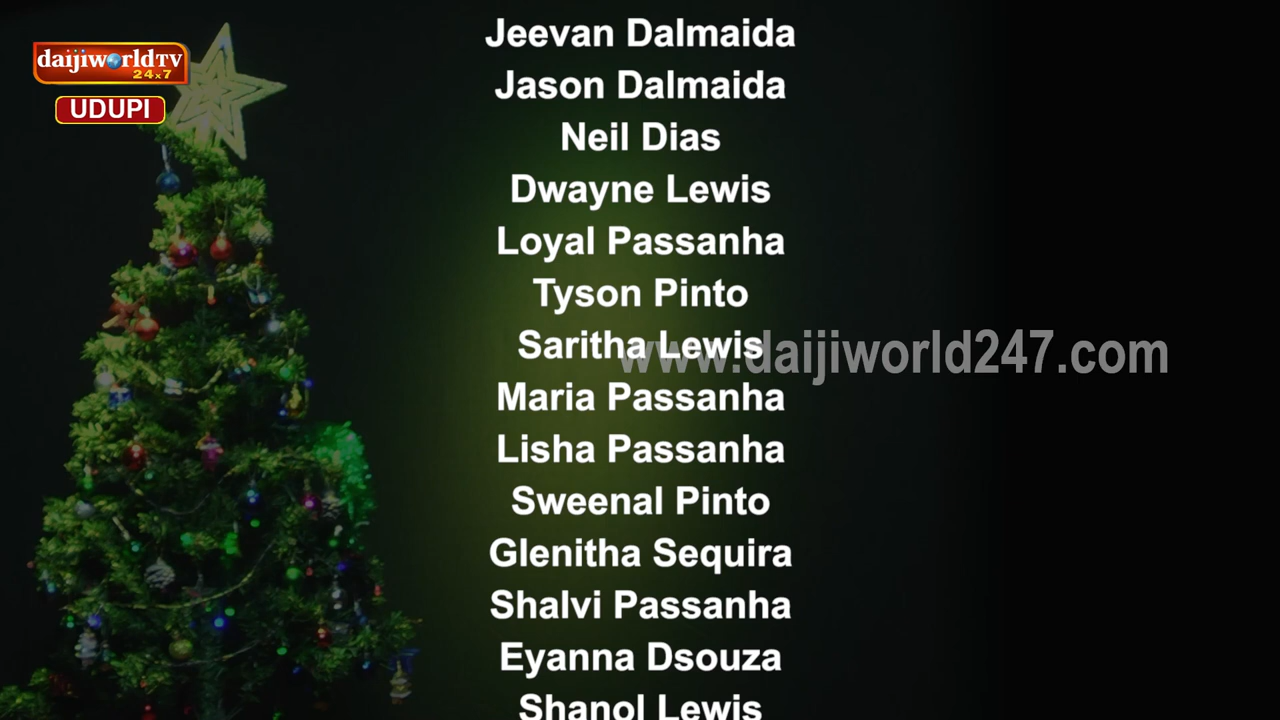 daijiworldTV
24x7
UDUPI
Jeevan Dalmaida
Jason Dalmaida
Neil Dias
Dwayne Lewis
Loyal Passanha
Tyson Pinto
Saritha Lewis
www.daijiworld247.com
Maria Passanha
Lisha Passanha
Sweenal Pinto
Glenitha Sequira
Shalvi Passanha
Eyanna Dsouza
Shanol Lewis